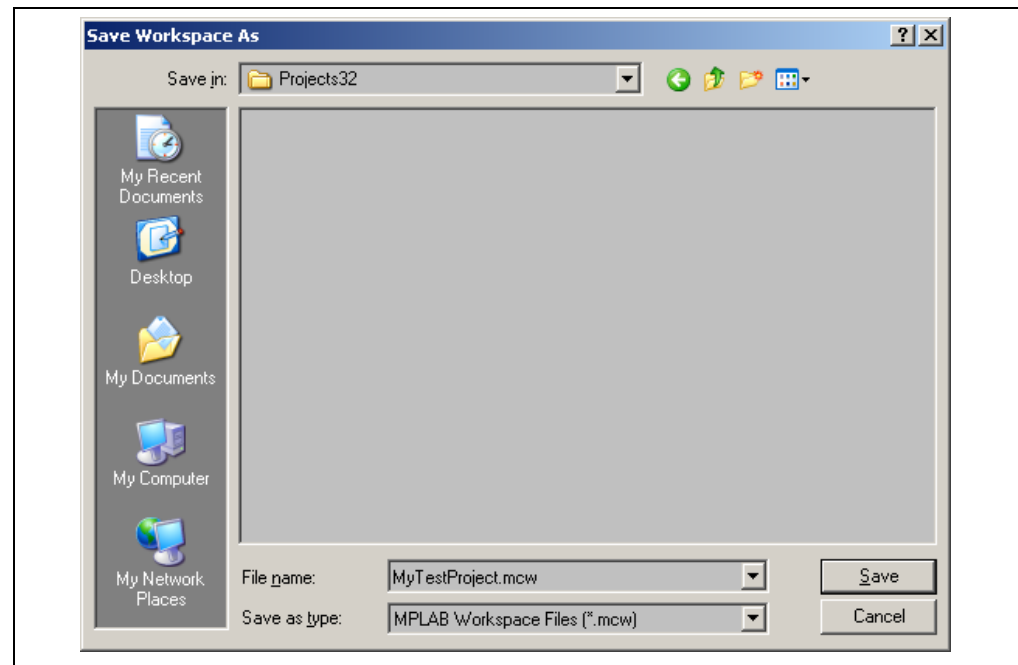 Save Workspace As
Save in:
Projects32
My Recent
Documents
Desktop
My Documents
My Computer
My Network
Places
File name:
MyTestProject.mcw
Save
Save as type:
MPLAB Workspace Files (*.mcw)
Cancel